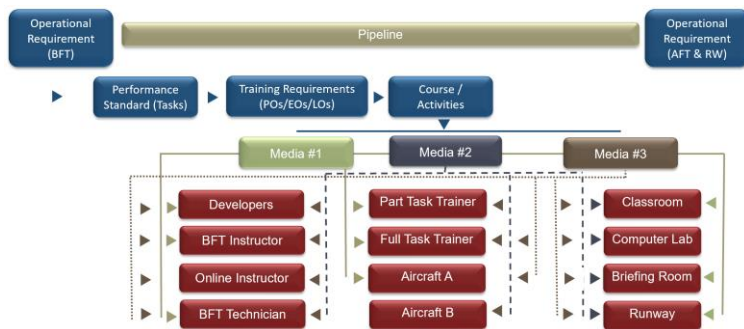 Operational
Requirement
(BFT)
Pipeline
Operational
Requirement
(AFT & RW)
Performance
Standard (Tasks)
Training Requirements
(POs/EOs/LOs)
Course /
Activities
Media #1
Media #2
Media #3
Developers
Part Task Trainer
Classroom
BFT Instructor
Full Task Trainer
Computer Lab
Online Instructor
Aircraft A
Briefing Room
BFT Technician
Aircraft B
Runway